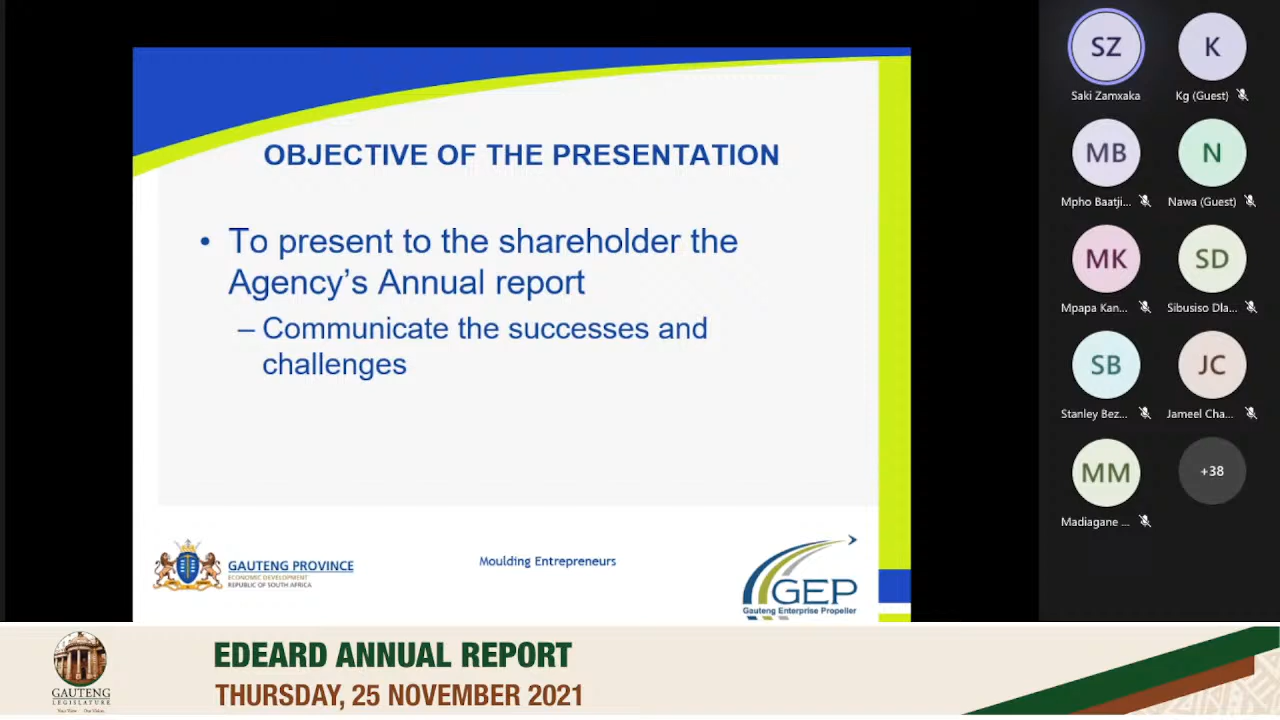 OBJECTIVE OF THE PRESENTATION
• To present to the shareholder the
Agency's Annual report
– Communicate the successes and
challenges
GAUTENG PROVINCE
ECONOMIC DEVELOPMENT
REPUBLIC OF SOUTH AFRICA
Moulding Entrepreneurs
GEP
Gauteng Enterprise Propeller
SZ
Saki Zamxaka
K
Kg (Guest)
MB
Mpho Baatji...
N
Nawa (Guest)
MK
Mpapa Kan...
SD
Sibusiso Dla...
SB
Stanley Bez...
JC
Jameel Cha...
MM
Madiagane ...
+38
GAUTENG
LEGISLATURE
EDEARD ANNUAL REPORT
THURSDAY, 25 NOVEMBER 2021